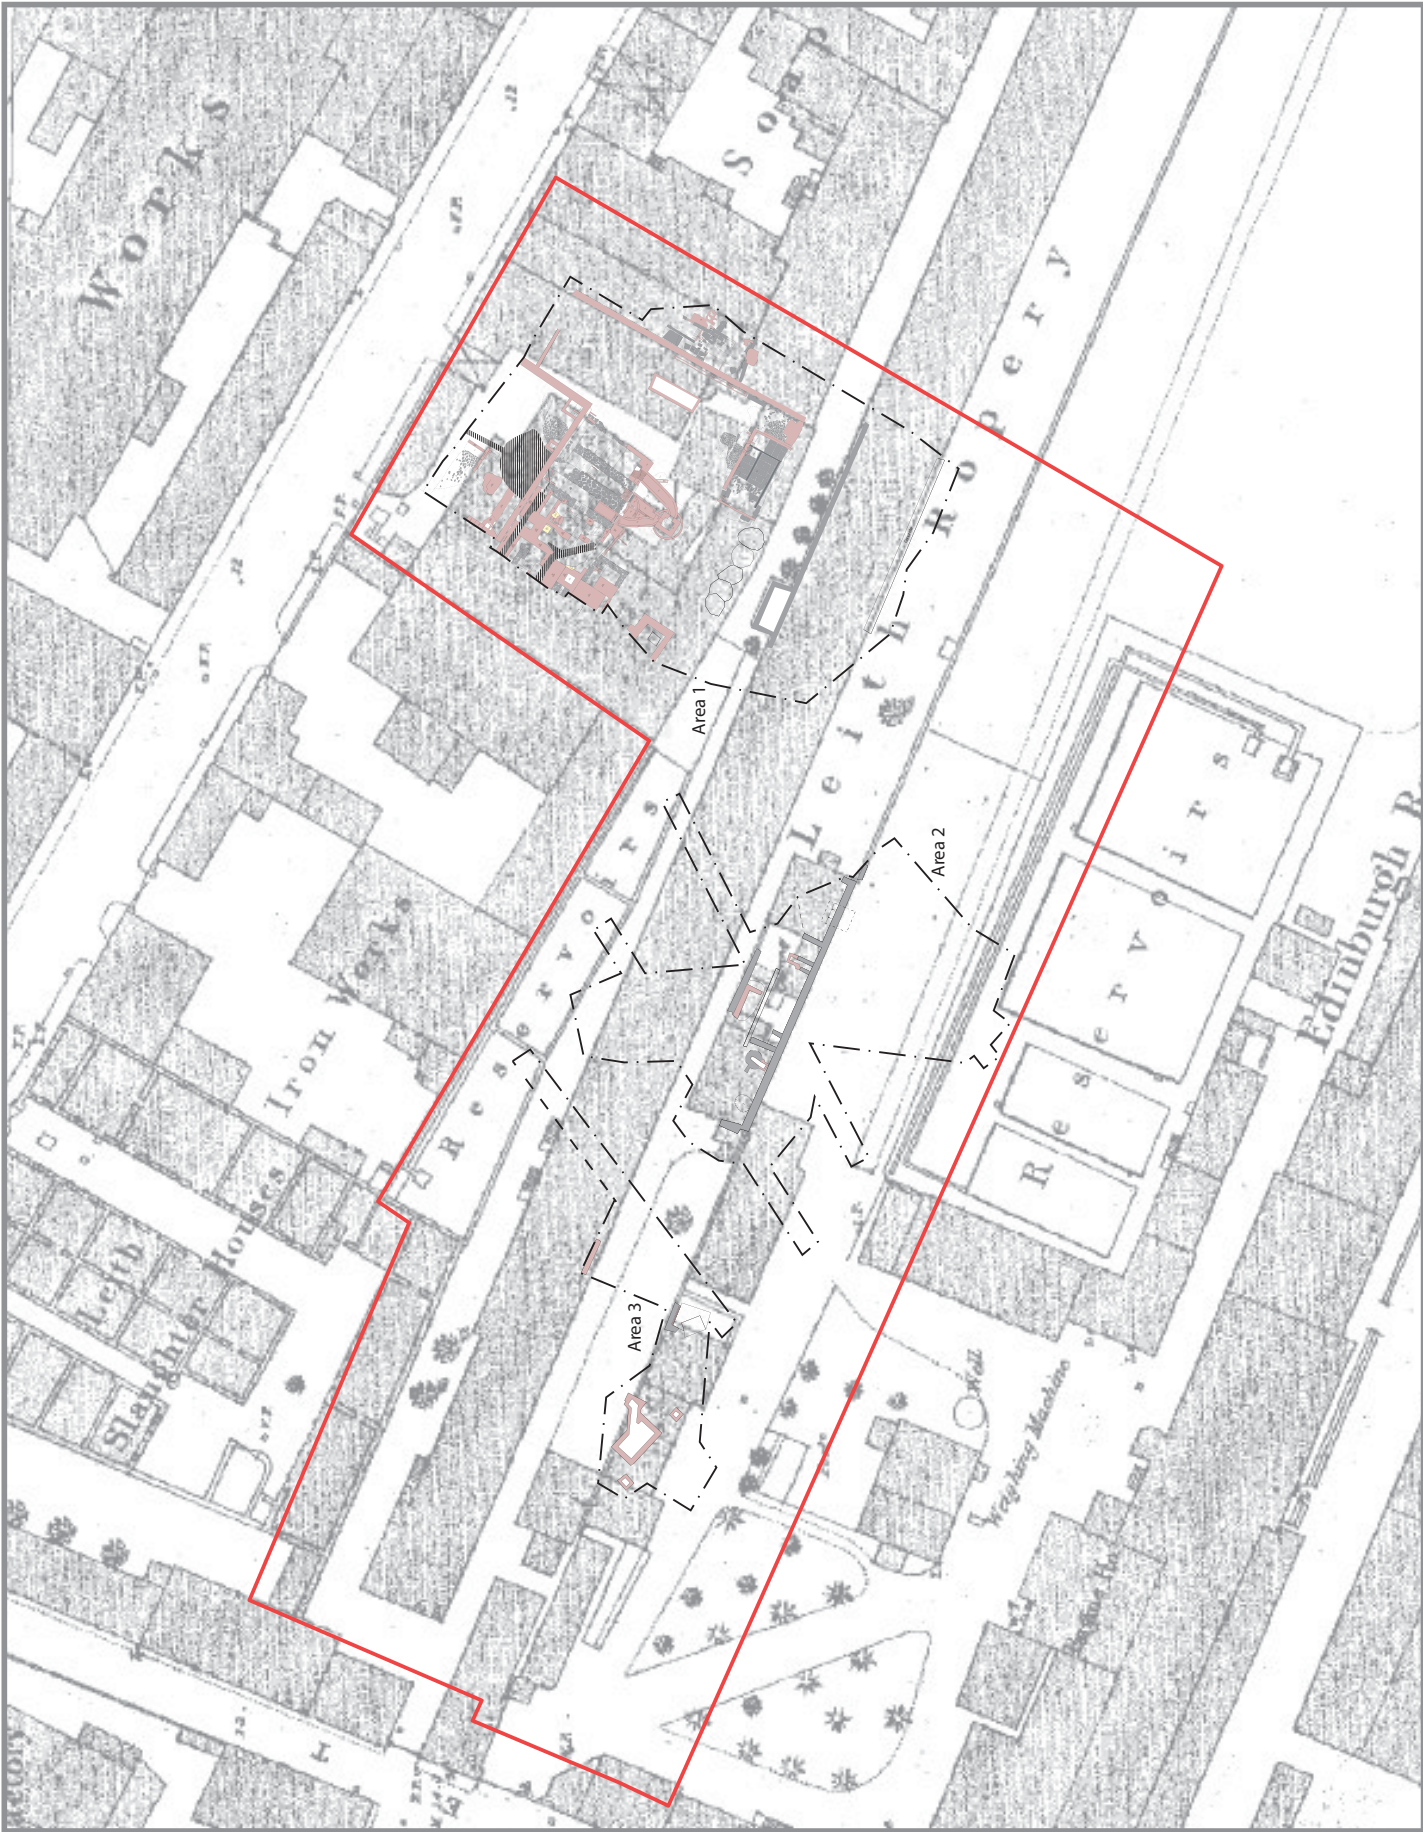 Works
Soap
Leith Ropery
Area 1
Reservoirs
Iron Works
Area 2
Reservoirs
Edinburgh R
Leith
Slaughter Houses
Area 3
Well
Weighing Machine
T